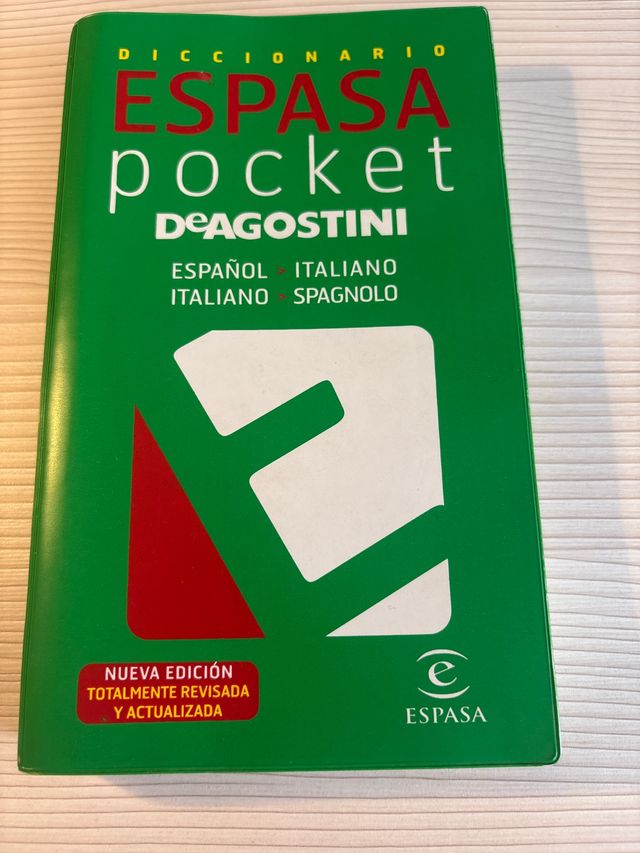 DICCIONARIO
ESPASA
pocket
DeAGOSTINI
ESPAÑOL > ITALIANO
ITALIANO > SPAGNOLO
NUEVA EDICIÓN
TOTALMENTE REVISADA
Y ACTUALIZADA
e
ESPASA